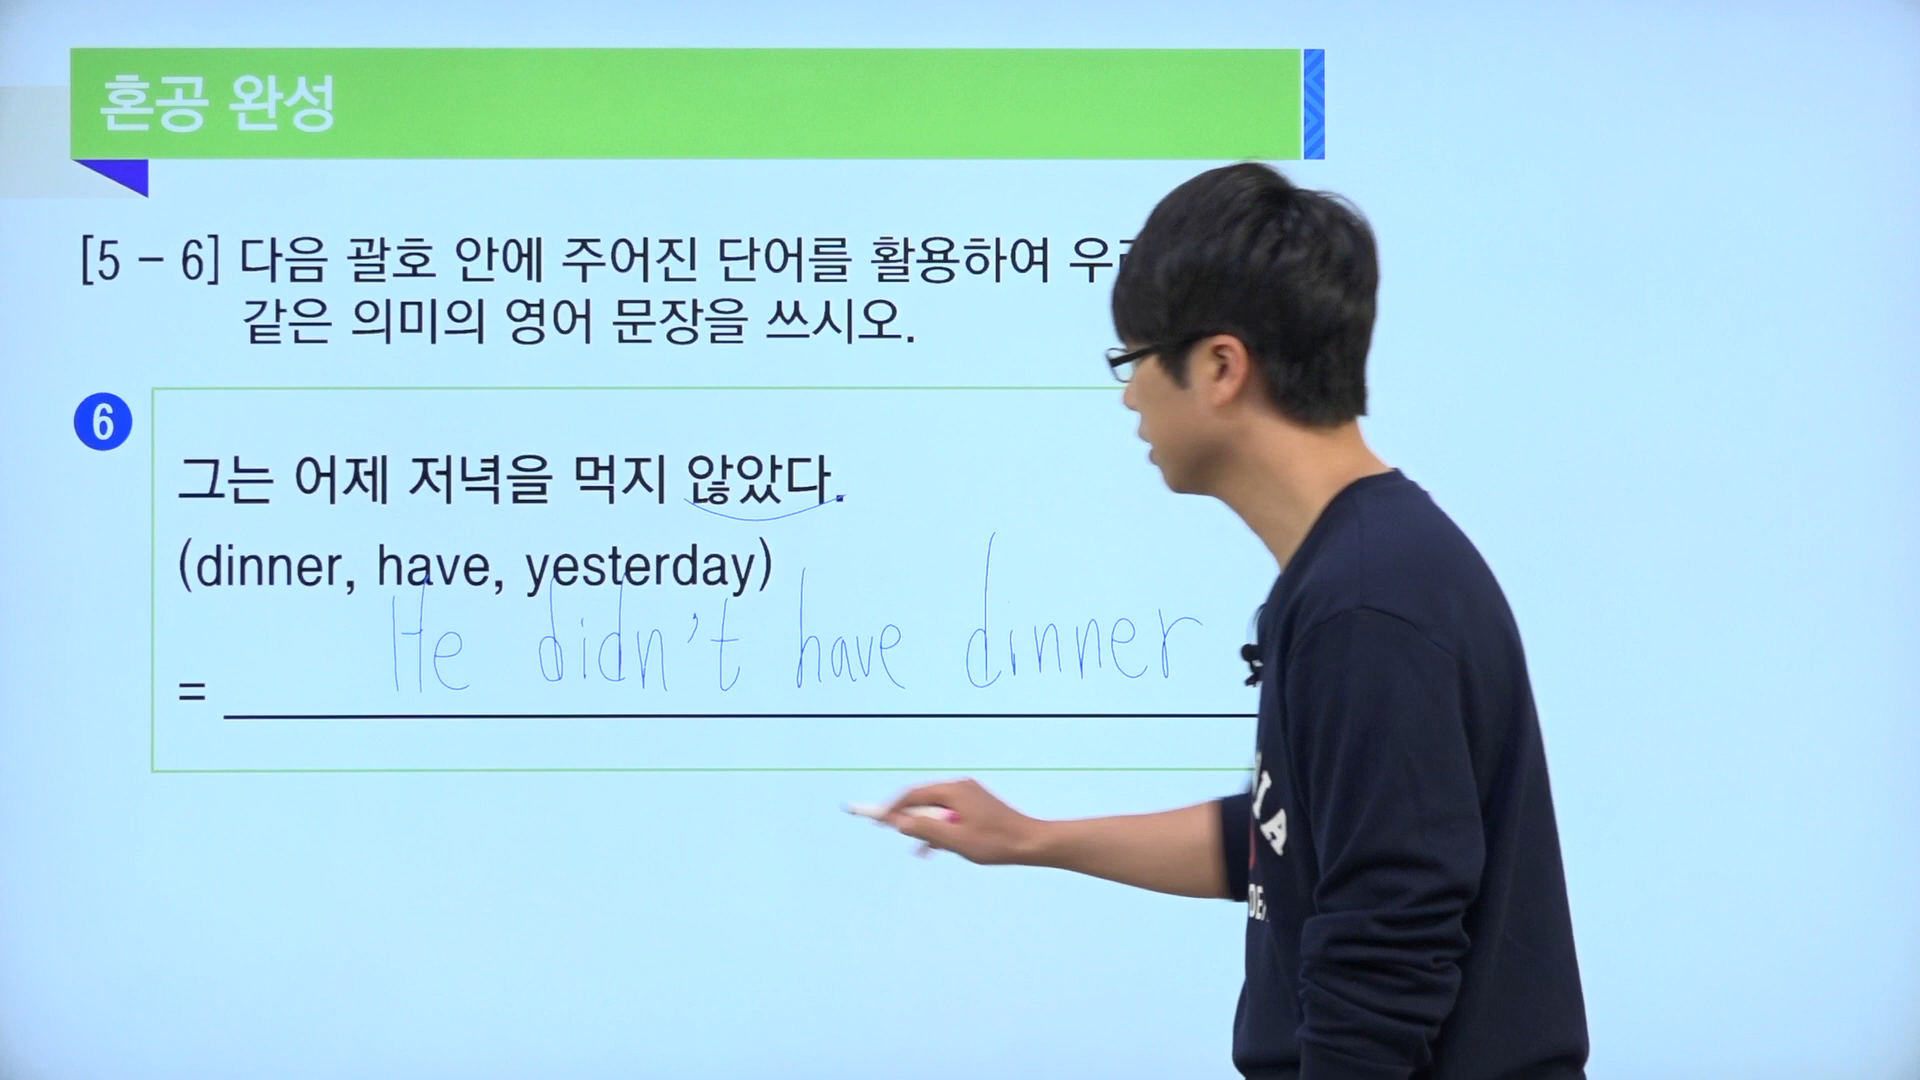 혼공 완성
[5 – 6] 다음 괄호 안에 주어진 단어를 활용하여
같은 의미의 영어 문장을 쓰시오.
6
그는 어제 저녁을 먹지 않았다.
(dinner, have, yesterday)
He didn't have dinner
=